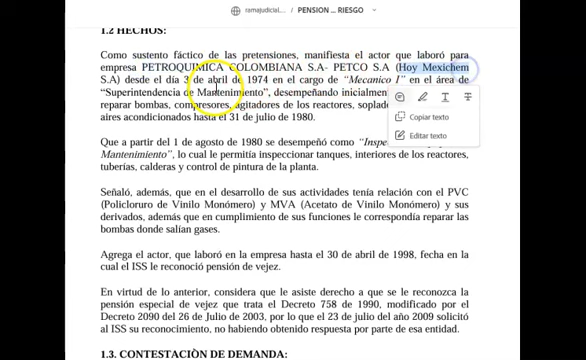 ramajudicial... / PENSION ... RIESGO
1.2 HECHOS:
Como sustento fáctico de las pretensiones, manifiesta el actor que laboró para
empresa PETROQUIMICA COLOMBIANA S.A- PETCO S.A (Hoy Mexichem
S.A) desde el día 3 de abril de 1974 en el cargo de “Mecanico I” en el área de
“Superintendencia de Mantenimiento”, desempeñando inicialmen
reparar bombas, compresores, agitadores de los reactores, soplad
aires acondicionados hasta el 31 de julio de 1980.
Copiar texto
Editar texto
Que a partir del 1 de agosto de 1980 se desempeñó como “Inspe
Mantenimiento”, lo cual le permitía inspeccionar tanques, interiores de los reactores,
tuberías, calderas y control de pintura de la planta.
Señaló, además, que en el desarrollo de sus actividades tenía relación con el PVC
(Policloruro de Vinilo Monómero) y MVA (Acetato de Vinilo Monómero) y sus
derivados, además que en cumplimiento de sus funciones le correspondía reparar las
bombas donde salían gases.
Agrega el actor, que laboró en la empresa hasta el 30 de abril de 1998, fecha en la
cual el ISS le reconoció pensión de vejez.
En virtud de lo anterior, considera que le asiste derecho a que se le reconozca la
pensión especial de vejez que trata el Decreto 758 de 1990, modificado por el
Decreto 2090 del 26 de Julio de 2003, por lo que el 23 de julio del año 2009 solicitó
al ISS su reconocimiento, no habiendo obtenido respuesta por parte de esa entidad.
1.3. CONTESTACIÒN DE DEMANDA: